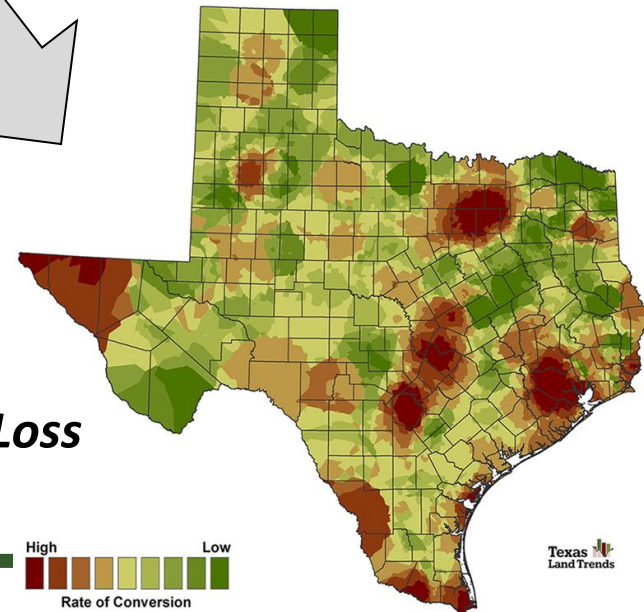 Loss
High Low
Rate of Conversion
Texas
Land Trends